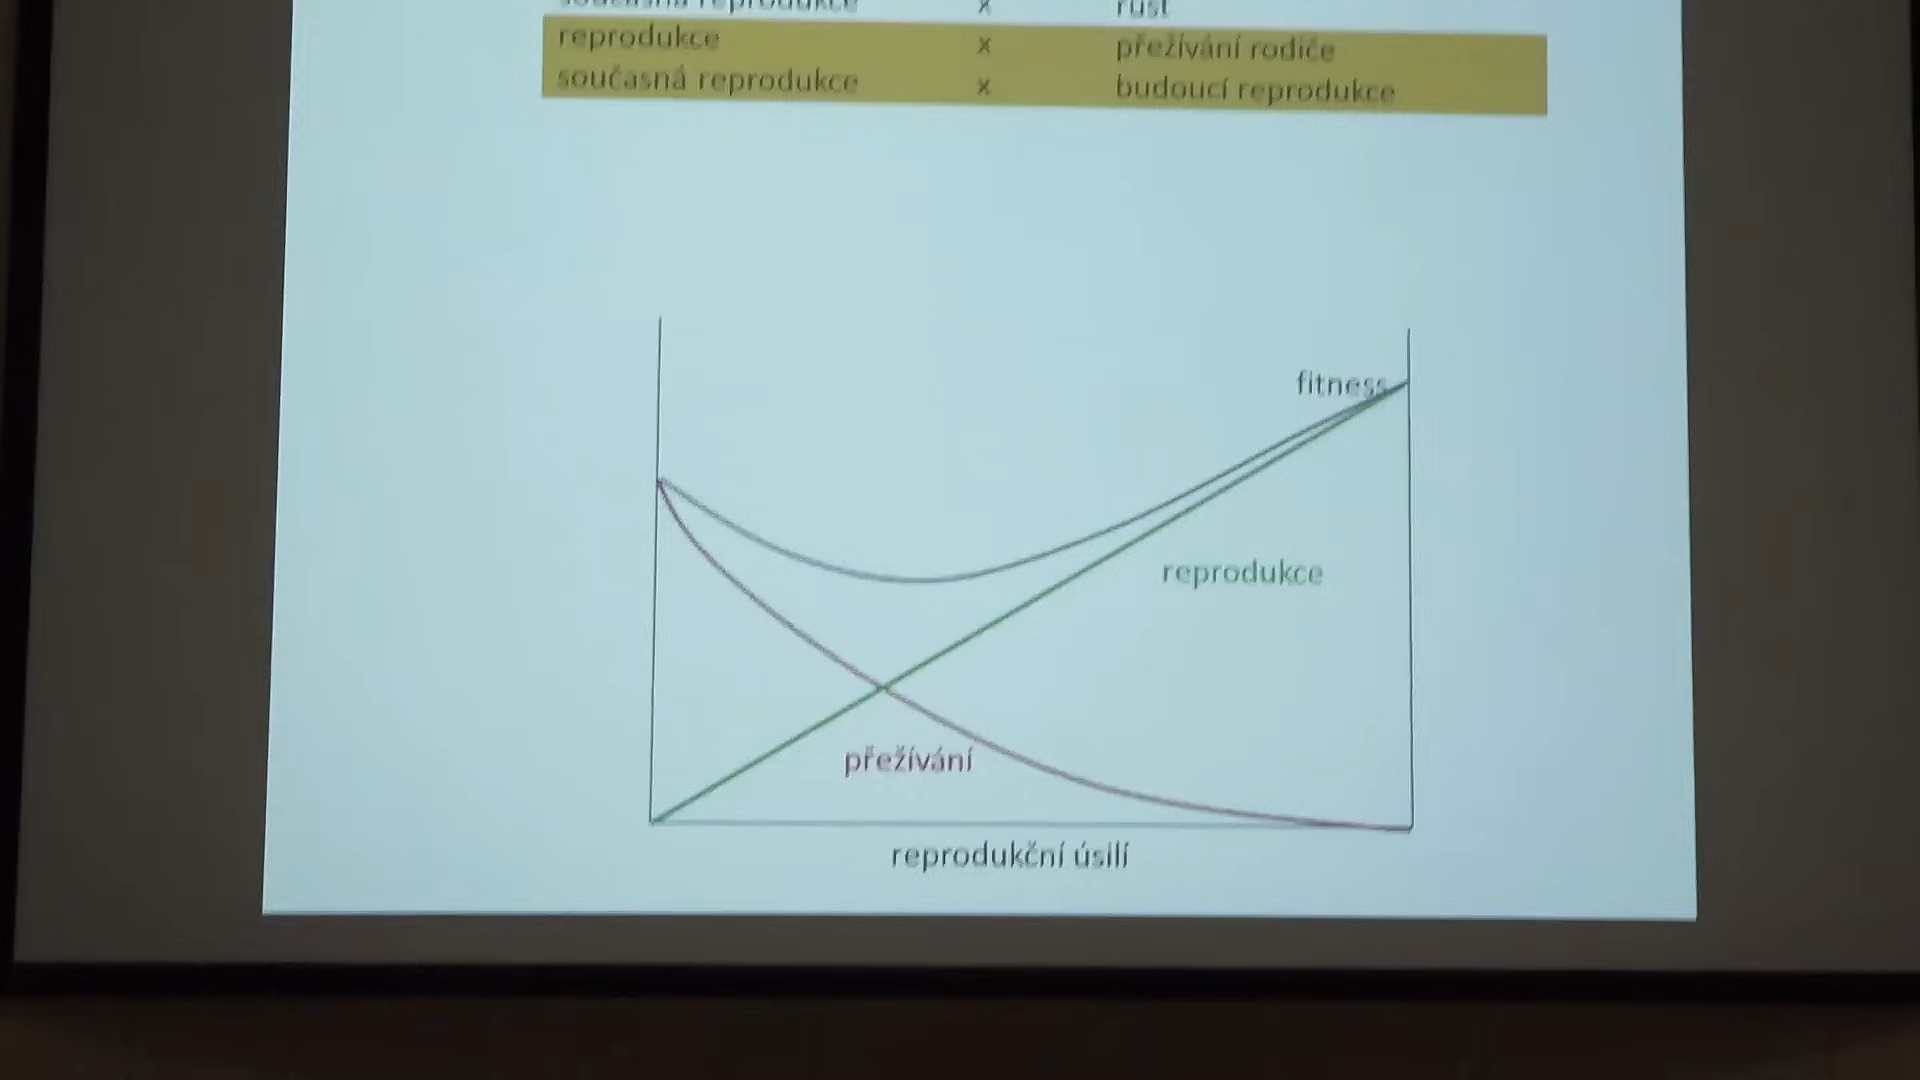 současná reprodukce x růst
reprodukce x přežívání rodiče
současná reprodukce x budoucí reprodukce
fitness
reprodukce
přežívání
reprodukční úsilí